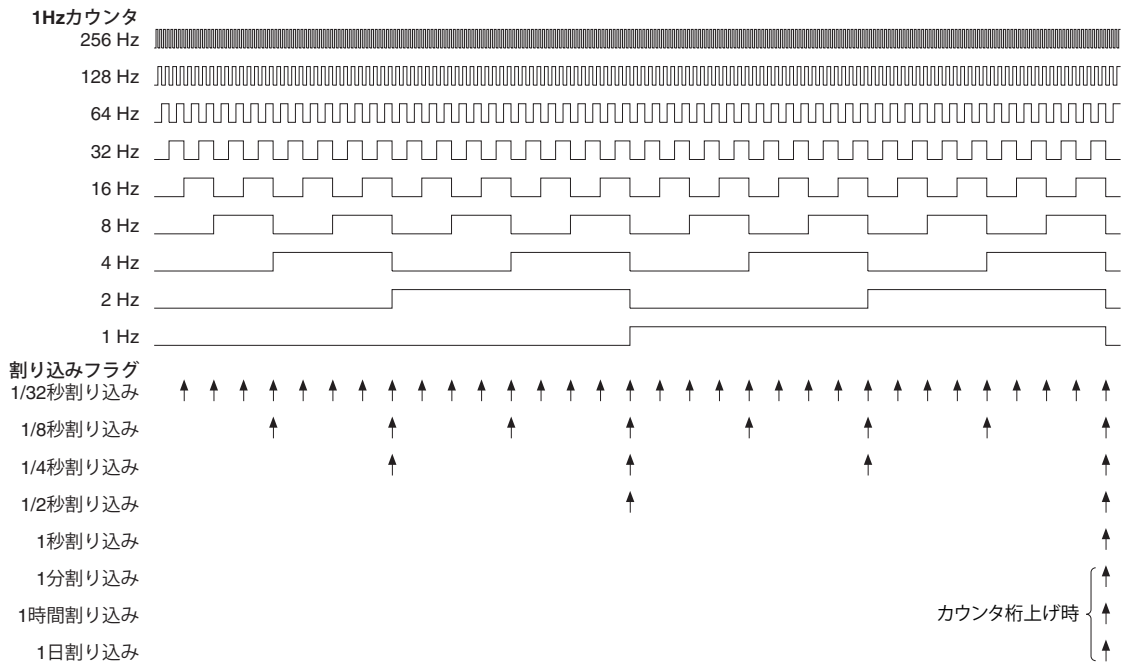 1Hzカウンタ
256 Hz
128 Hz
64 Hz
32 Hz
16 Hz
8 Hz
4 Hz
2 Hz
1 Hz
割り込みフラグ
1/32秒割り込み
1/8秒割り込み
1/4秒割り込み
1/2秒割り込み
1秒割り込み
1分割り込み
1時間割り込み
カウンタ桁上げ時
1日割り込み